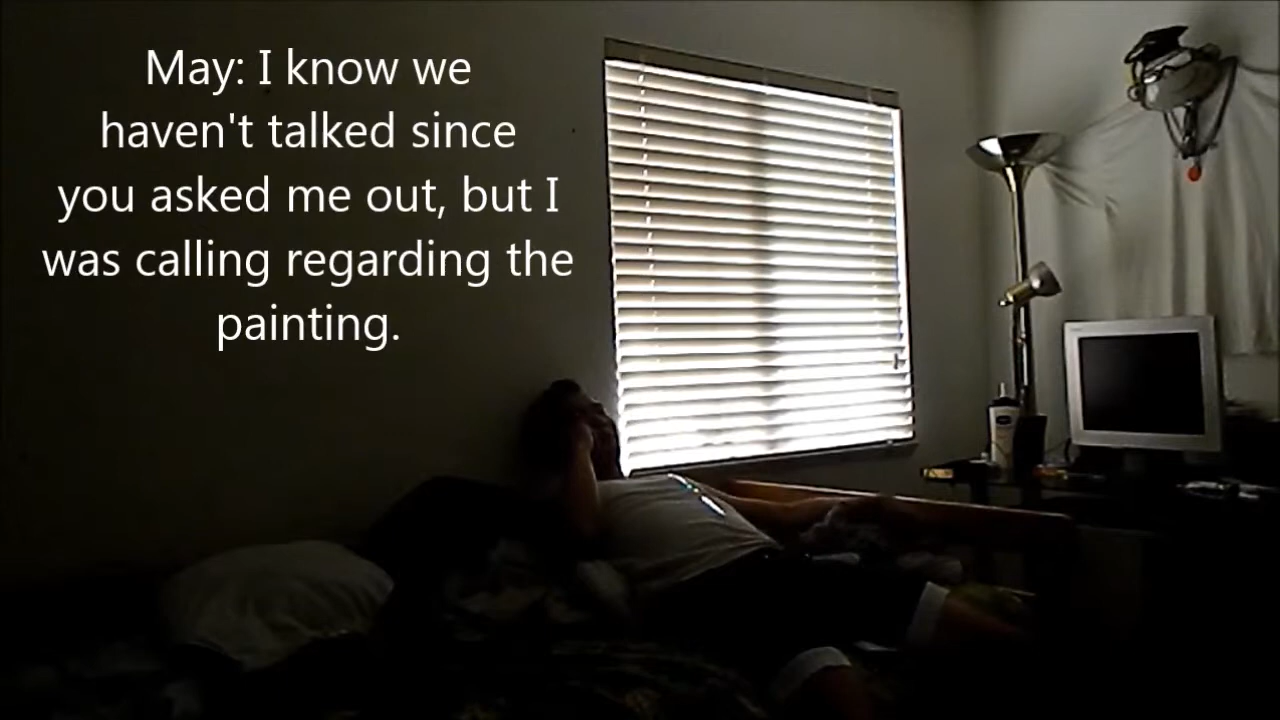 May: I know we
haven't talked since
you asked me out, but I
was calling regarding the
painting.